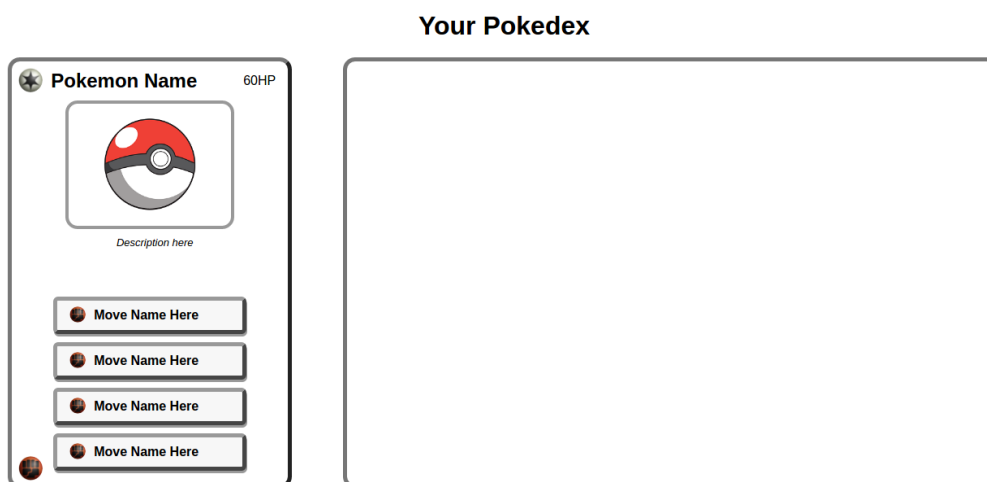 Your Pokedex
Pokemon Name
60HP
Description here
Move Name Here
Move Name Here
Move Name Here
Move Name Here